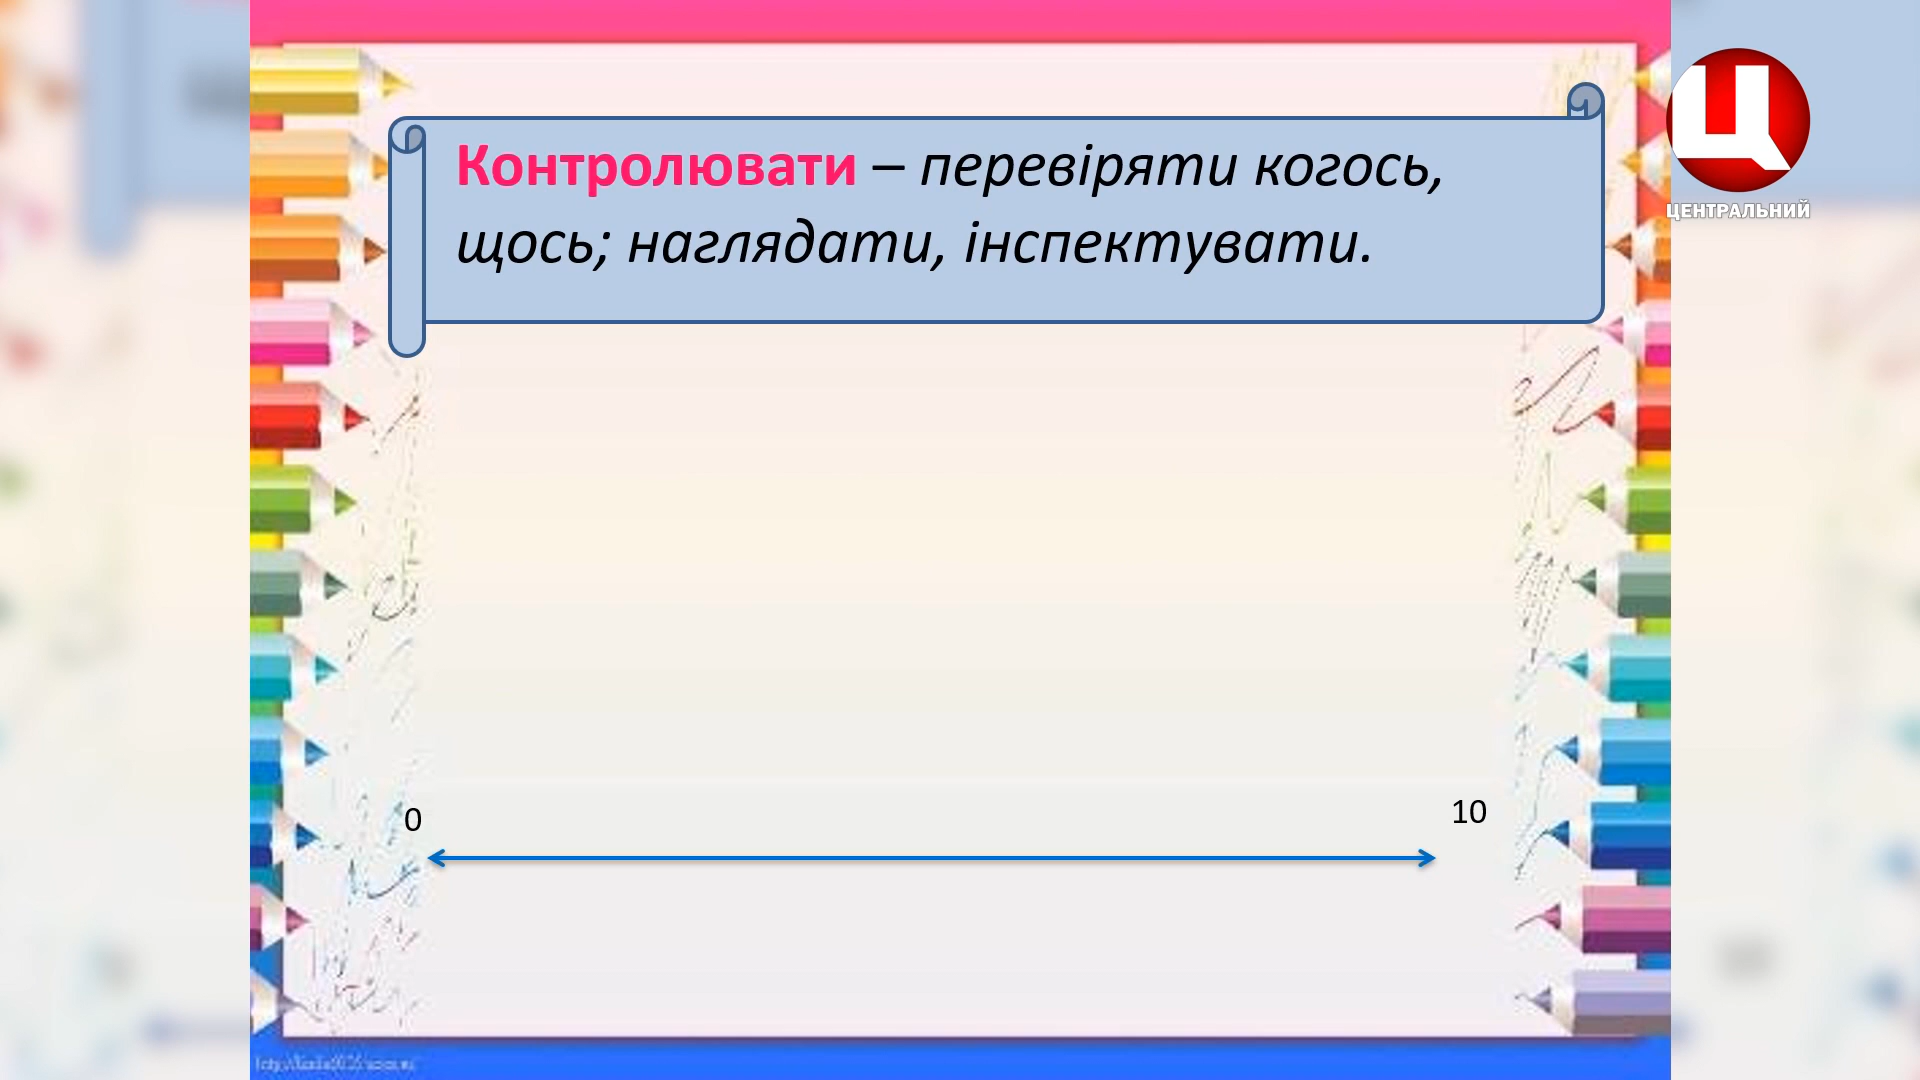 Контролювати – перевіряти когось,
щось; наглядати, інспектувати.
Ц
ЦЕНТРАЛЬНИЙ
0
10